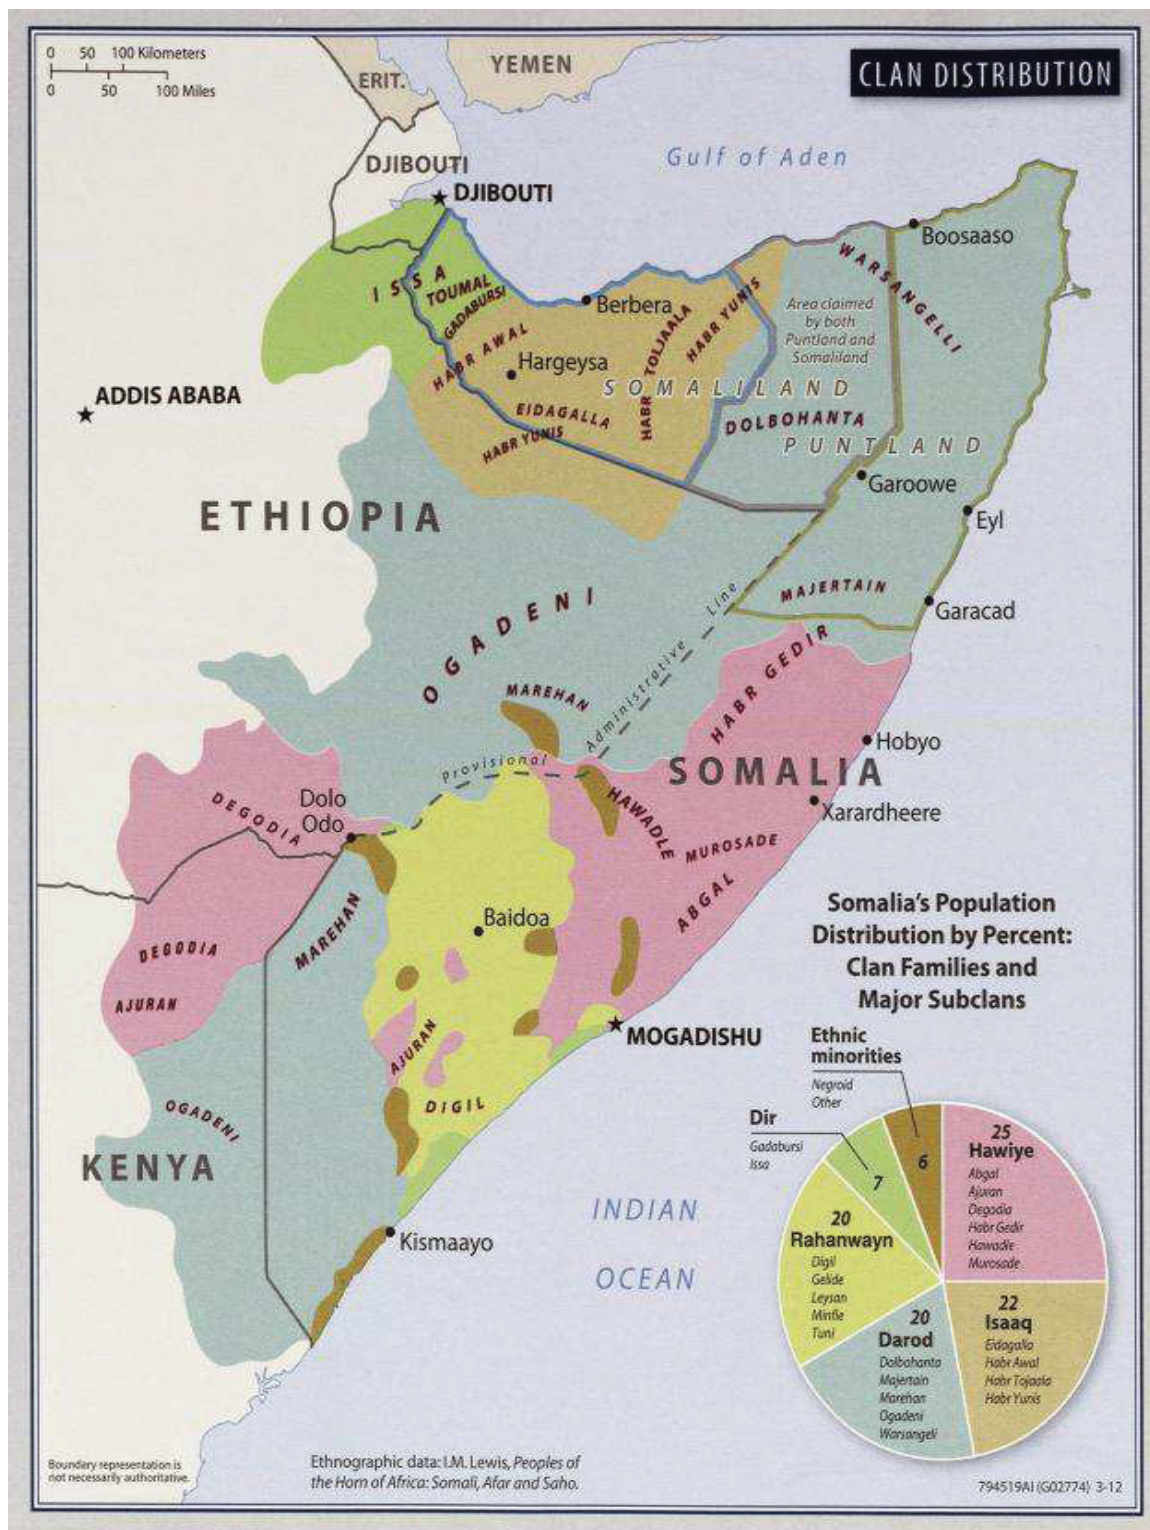 0 50 100 Kilometers
0 50 100 Miles
ERIT.
YEMEN
CLAN DISTRIBUTION
Gulf of Aden
DJIBOUTI
DJIBOUTI
Boosaaso
WARSANGELLI
ISSA
TOUMAL
GADABURSI
Berbera
HABR YUNIS
Area claimed
by both
Puntland and
Somaliland
HABR AWAL
Hargeysa
HABR TOLJAALA
SOMALILAND
ADDIS ABABA
EIDAGALLA
HABR YUNIS
DOLBOHANTA
PUNTLAND
Garoowe
ETHIOPIA
Eyl
OGADENI
MAJERTAIN
Garacad
Provisional Administrative Line
MAREHAN
HABR GEDIR
Hobyo
SOMALIA
DEGODIA
Dolo
Odo
HAWADLE
Xarardheere
MUROSADE
ABGAL
MAREHAN
Baidoa
DEGODIA
AJURAN
AJURAN
MOGADISHU
DIGIL
OGADENI
KENYA
Kismaayo
INDIAN
OCEAN
Somalia's Population
Distribution by Percent:
Clan Families and
Major Subclans
Ethnic
minorities
Negroid
Other
6
Dir
Gadabursi
Issa
7
25
Hawiye
Abgal
Ajuran
Degodia
Habr Gedir
Hawadle
Murosade
20
Rahanwayn
Digil
Gelide
Leysan
Mirifle
Tuni
22
Isaaq
Eidagalla
Habr Awal
Habr Tojaala
Habr Yunis
20
Darod
Dolbahanta
Majertain
Marehan
Ogadeni
Warsangeli
Boundary representation is
not necessarily authoritative.
Ethnographic data: I.M. Lewis, Peoples of
the Horn of Africa: Somali, Afar and Saho.
794519AI (G02774) 3-12